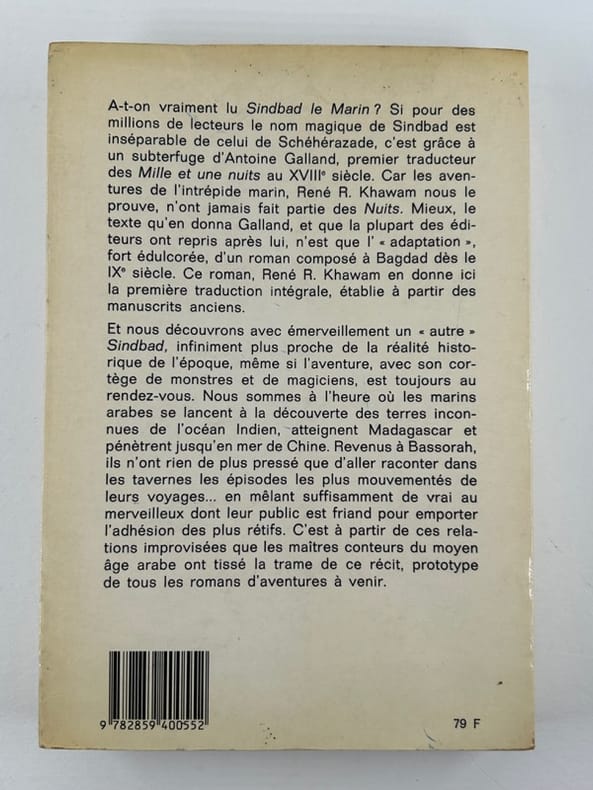 A-t-on vraiment lu Sindbad le Marin ? Si pour des
millions de lecteurs le nom magique de Sindbad est
inséparable de celui de Schéhérazade, c'est grâce à
un subterfuge d'Antoine Galland, premier traducteur
des Mille et une nuits au XVIIIe siècle. Car les aven-
tures de l'intrépide marin, René R. Khawam nous le
prouve, n'ont jamais fait partie des Nuits. Mieux, le
texte qu'en donna Galland, et que la plupart des édi-
teurs ont repris après lui, n'est que l' « adaptation »,
fort édulcorée, d'un roman composé à Bagdad dès le
IXe siècle. Ce roman, René R. Khawam en donne ici
la première traduction intégrale, établie à partir des
manuscrits anciens.
Et nous découvrons avec émerveillement un « autre »
Sindbad, infiniment plus proche de la réalité histo-
rique de l'époque, même si l'aventure, avec son cor-
tège de monstres et de magiciens, est toujours au
rendez-vous. Nous sommes à l'heure où les marins
arabes se lancent à la découverte des terres incon-
nues de l'océan Indien, atteignent Madagascar et
pénètrent jusqu'en mer de Chine. Revenus à Bassorah,
ils n'ont rien de plus pressé que d'aller raconter dans
les tavernes les épisodes les plus mouvementés de
leurs voyages... en mêlant suffisamment de vrai au
merveilleux dont leur public est friand pour emporter
l'adhésion des plus rétifs. C'est à partir de ces rela-
tions improvisées que les maîtres conteurs du moyen
âge arabe ont tissé la trame de ce récit, prototype
de tous les romans d'aventures à venir.
9 782859 400552
79 F